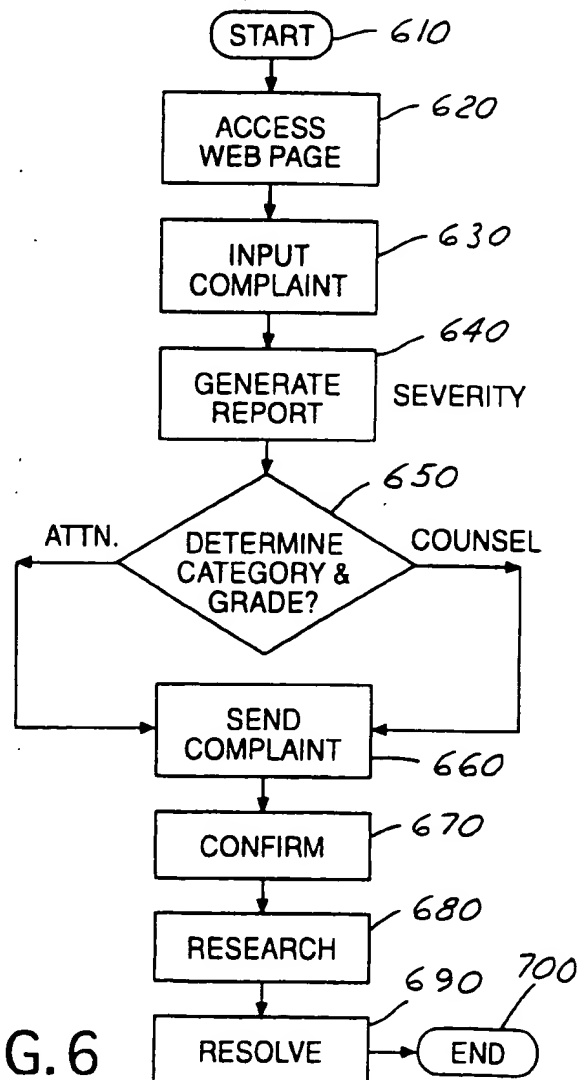 START
610
ACCESS
WEB PAGE
620
INPUT
COMPLAINT
630
GENERATE
REPORT
640
SEVERITY
650
ATTN.
DETERMINE
CATEGORY &
GRADE?
COUNSEL
SEND
COMPLAINT
660
CONFIRM
670
RESEARCH
680
RESOLVE
690
END
700
G.6